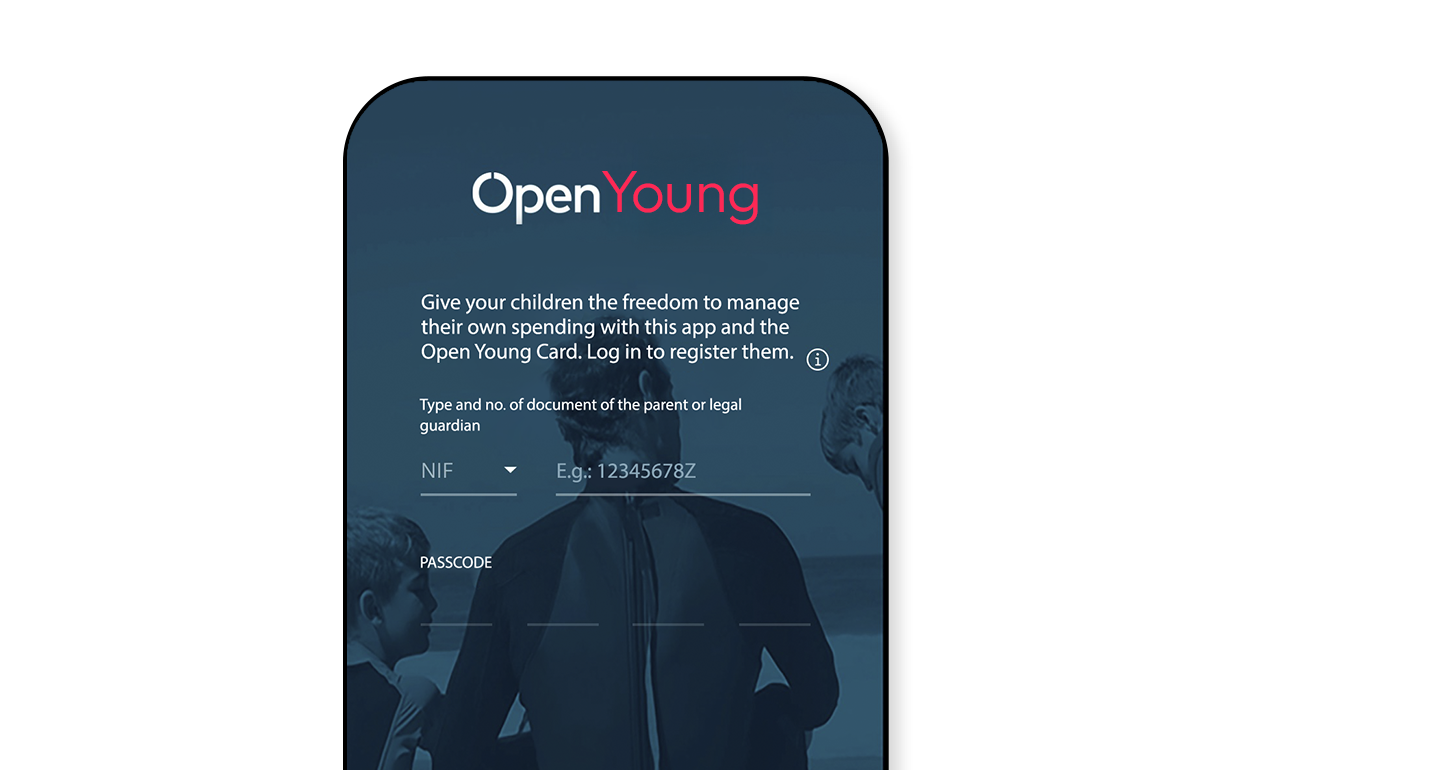 OpenYoung
Give your children the freedom to manage
their own spending with this app and the
Open Young Card. Log in to register them.
Type and no. of document of the parent or legal
guardian
NIF E.g.: 12345678Z
PASSCODE